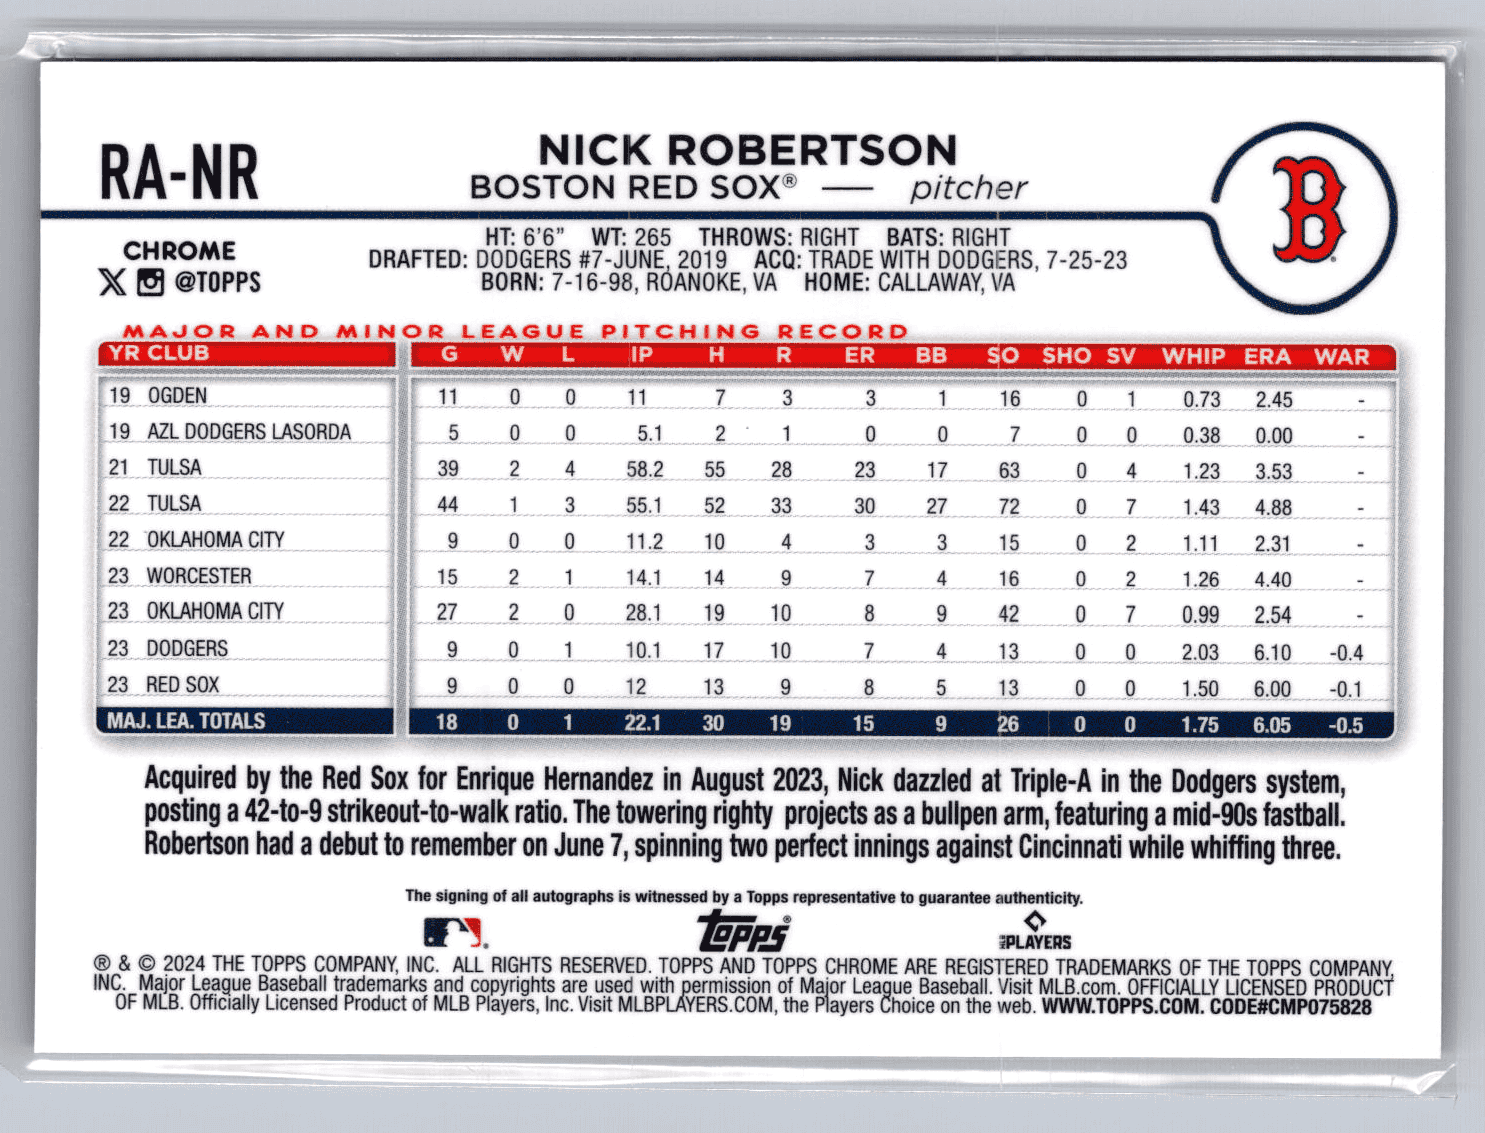 RA-NR
NICK ROBERTSON
BOSTON RED SOX® — pitcher
B
CHROME
X @TOPPS
HT: 6'6" WT: 265 THROWS: RIGHT BATS: RIGHT
DRAFTED: DODGERS #7-JUNE, 2019 ACQ: TRADE WITH DODGERS, 7-25-23
BORN: 7-16-98, ROANOKE, VA HOME: CALLAWAY, VA
MAJOR AND MINOR LEAGUE PITCHING RECORD
YR CLUB G W L IP H R ER BB SO SHO SV WHIP ERA WAR
19 OGDEN 11 0 0 11 7 3 3 1 16 0 1 0.73 2.45 -
19 AZL DODGERS LASORDA 5 0 0 5.1 2 1 0 0 7 0 0 0.38 0.00 -
21 TULSA 39 2 4 58.2 55 28 23 17 63 0 4 1.23 3.53 -
22 TULSA 44 1 3 55.1 52 33 30 27 72 0 7 1.43 4.88 -
22 OKLAHOMA CITY 9 0 0 11.2 10 4 3 3 15 0 2 1.11 2.31 -
23 WORCESTER 15 2 1 14.1 14 9 7 4 16 0 2 1.26 4.40 -
23 OKLAHOMA CITY 27 2 0 28.1 19 10 8 9 42 0 7 0.99 2.54 -
23 DODGERS 9 0 1 10.1 17 10 7 4 13 0 0 2.03 6.10 -0.4
23 RED SOX 9 0 0 12 13 9 8 5 13 0 0 1.50 6.00 -0.1
MAJ. LEA. TOTALS 18 0 1 22.1 30 19 15 9 26 0 0 1.75 6.05 -0.5
Acquired by the Red Sox for Enrique Hernandez in August 2023, Nick dazzled at Triple-A in the Dodgers system,
posting a 42-to-9 strikeout-to-walk ratio. The towering righty projects as a bullpen arm, featuring a mid-90s fastball.
Robertson had a debut to remember on June 7, spinning two perfect innings against Cincinnati while whiffing three.
The signing of all autographs is witnessed by a Topps representative to guarantee authenticity.
Topps® PLAYERS
® & © 2024 THE TOPPS COMPANY, INC. ALL RIGHTS RESERVED. TOPPS AND TOPPS CHROME ARE REGISTERED TRADEMARKS OF THE TOPPS COMPANY,
INC. Major League Baseball trademarks and copyrights are used with permission of Major League Baseball. Visit MLB.com. OFFICIALLY LICENSED PRODUCT
OF MLB. Officially Licensed Product of MLB Players, Inc. Visit MLBPLAYERS.COM, the Players Choice on the web. WWW.TOPPS.COM. CODE#CMP075828